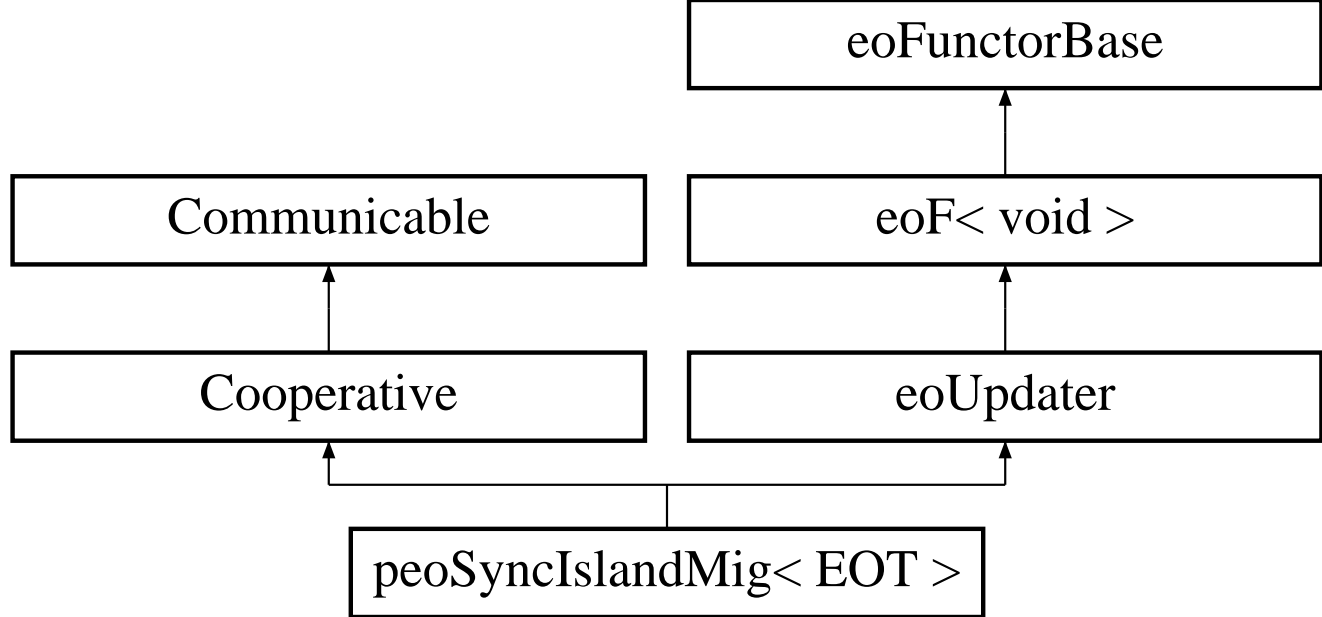 eoFunctorBase
Communicable
eoF< void >
Cooperative
eoUpdater
peoSyncIslandMig< EOT >